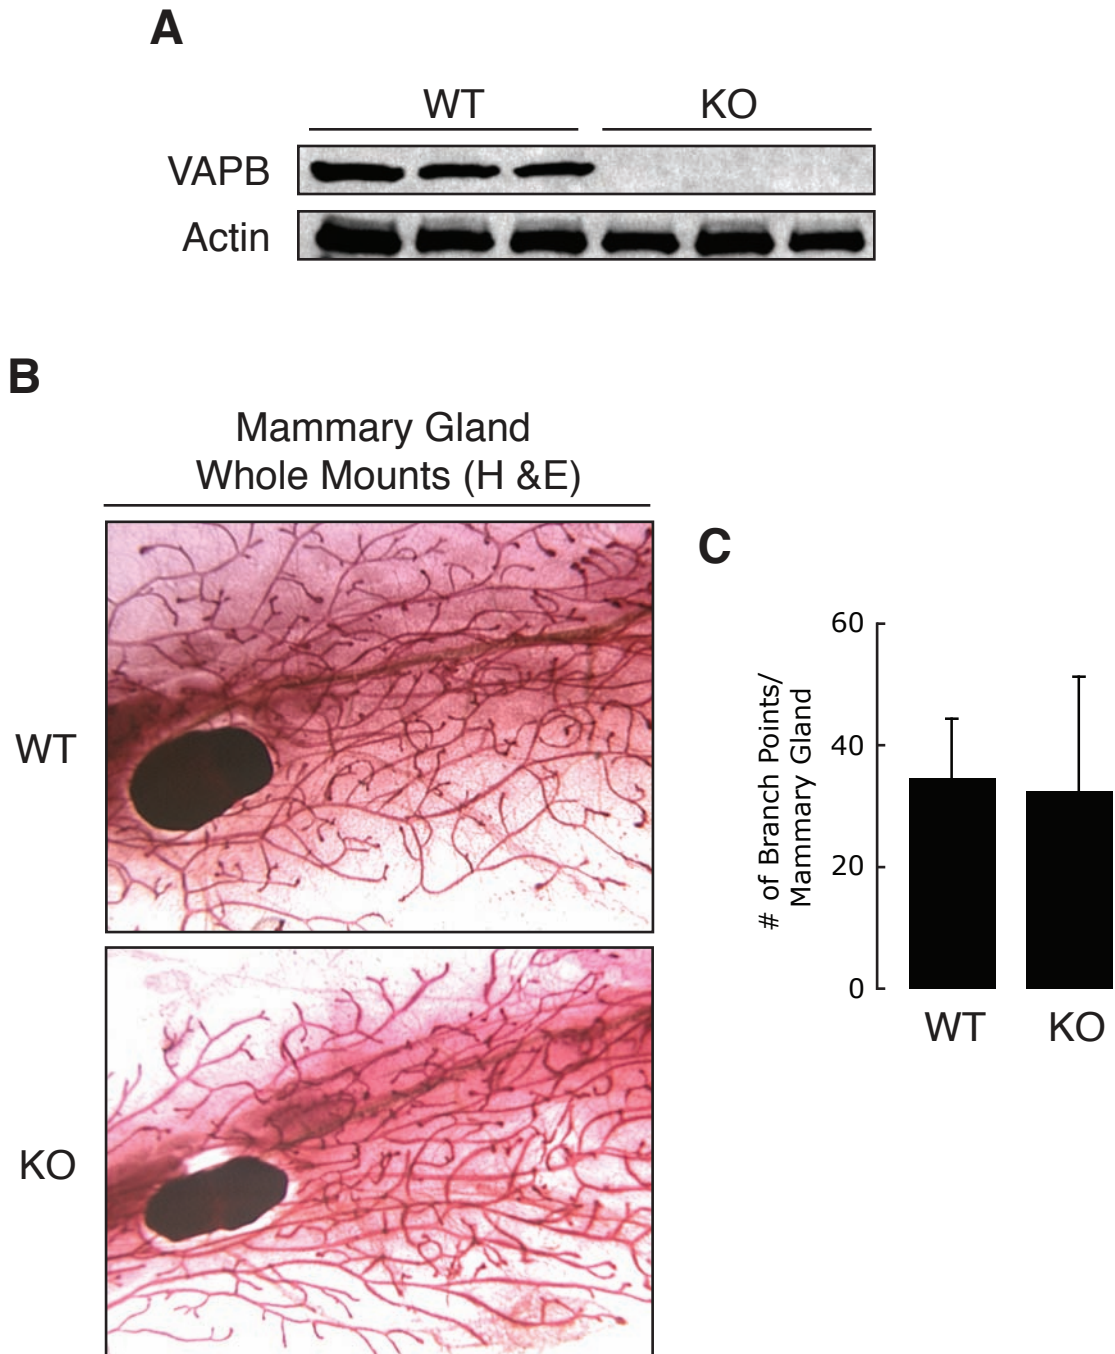 A
WT KO
VAPB
Actin
B
Mammary Gland
Whole Mounts (H &E)
WT
KO
C
# of Branch Points/
Mammary Gland
60
40
20
0
WT KO